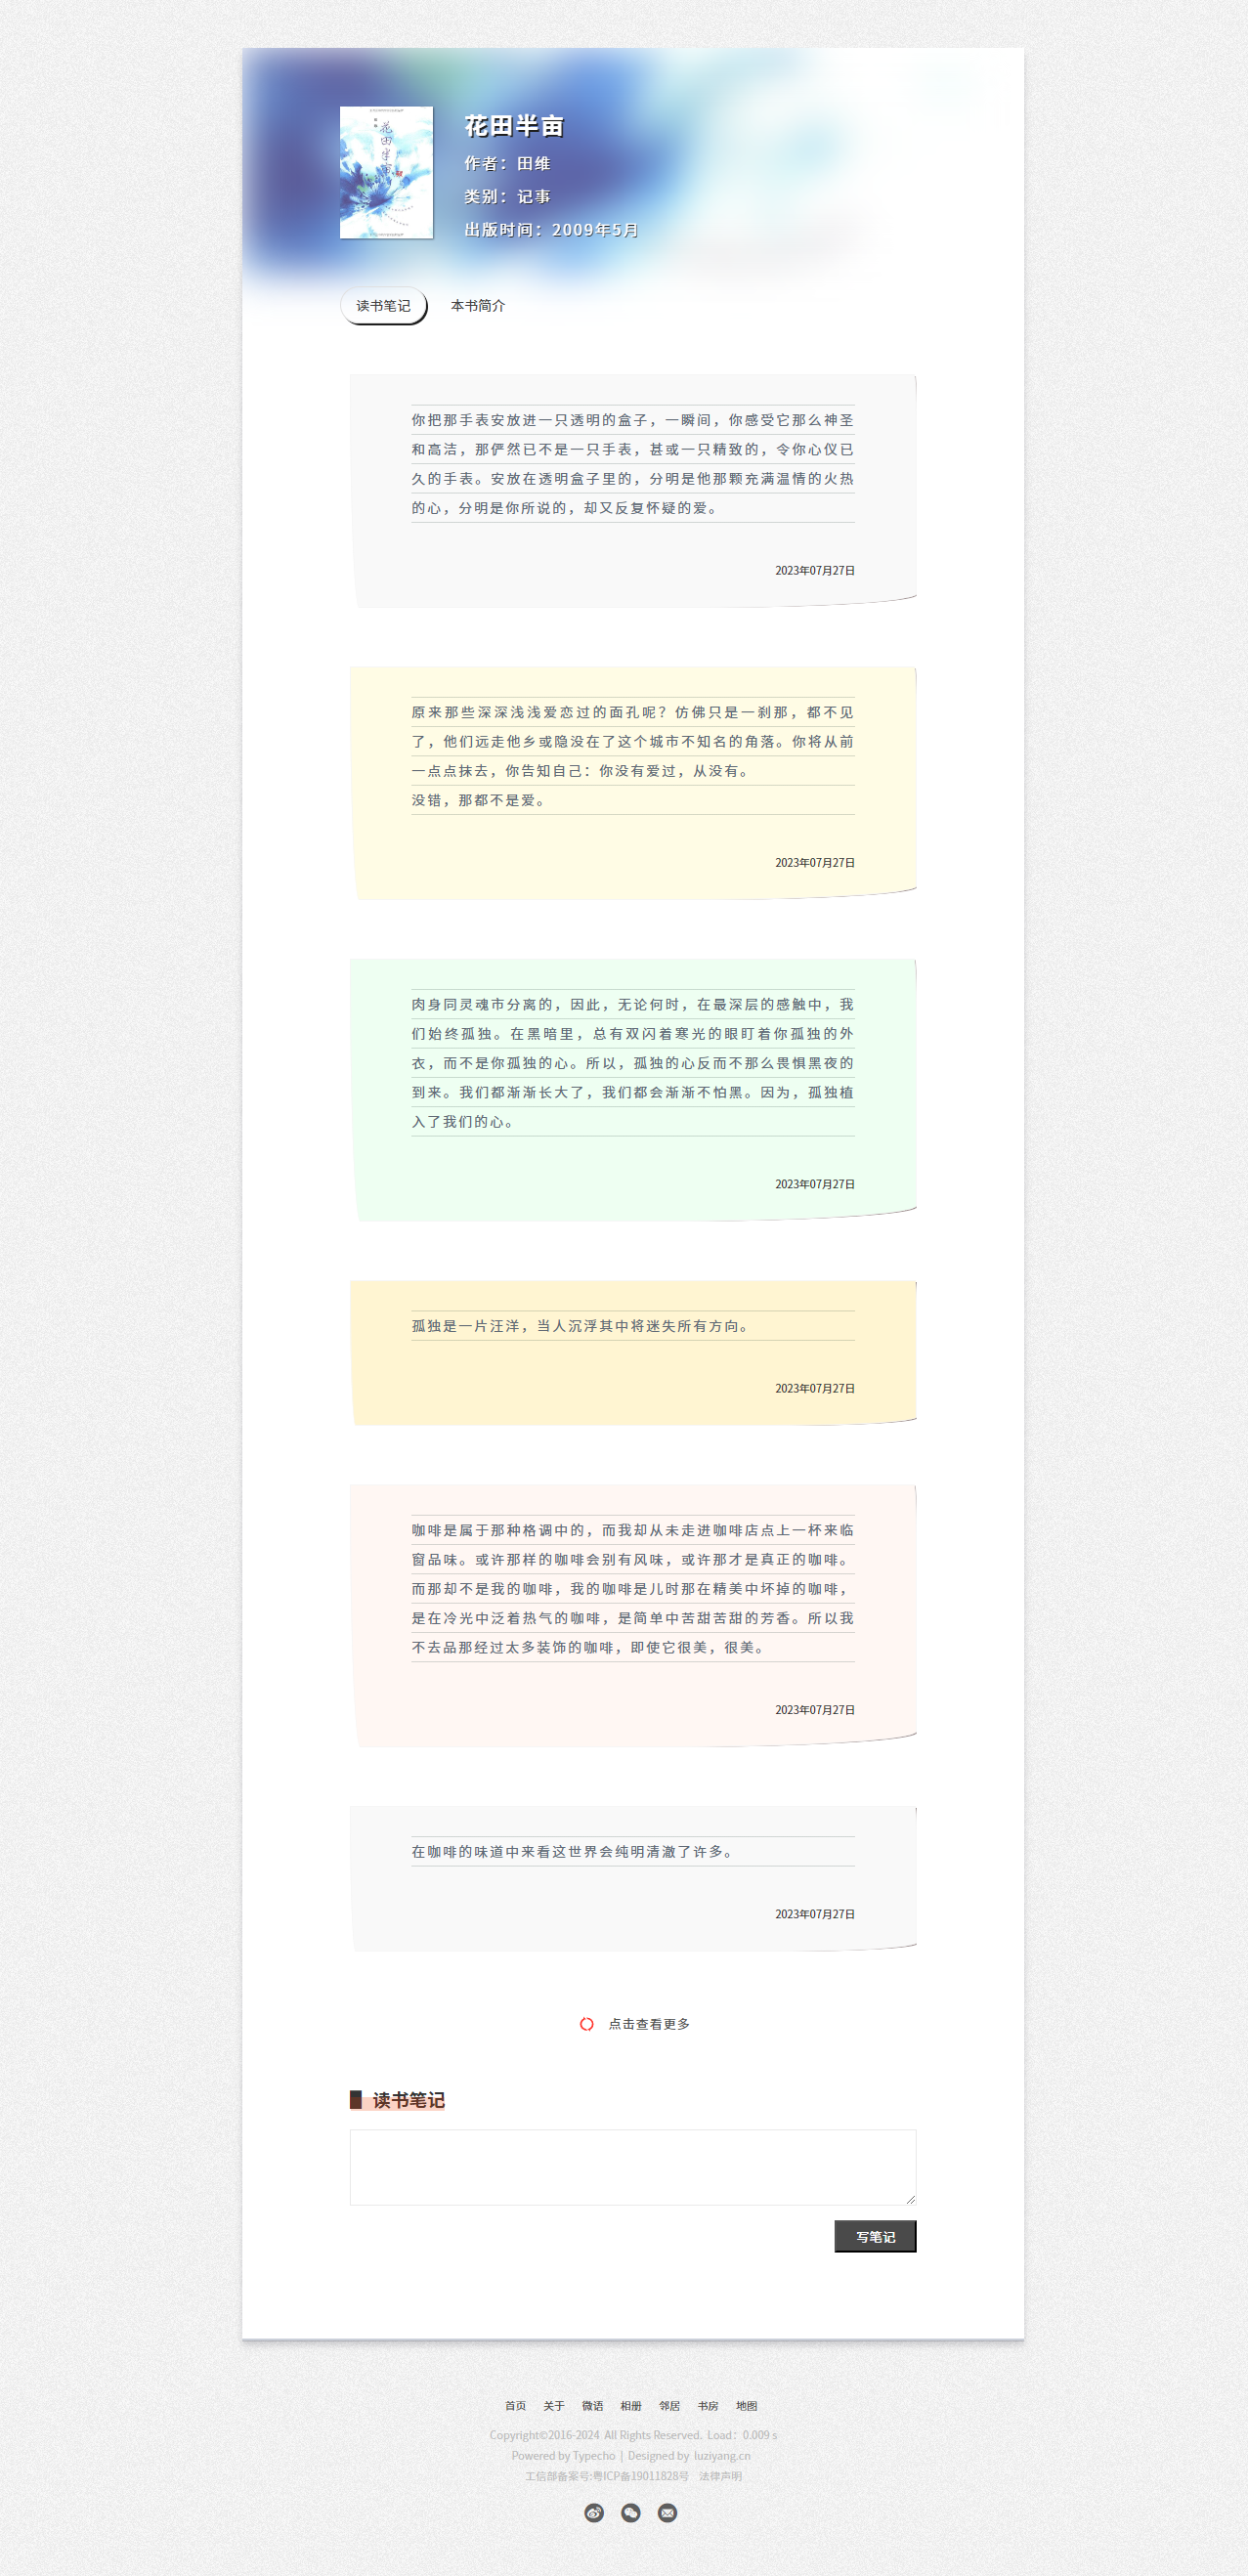 花田半亩
花田半亩
作者：田维
类别：记事
出版时间：2009年5月
读书笔记
本书简介
你把那手表安放进一只透明的盒子，一瞬间，你感受它那么神圣
和高洁，那俨然已不是一只手表，甚或一只精致的，令你心仪已
久的手表。安放在透明盒子里的，分明是他那颗充满温情的火热
的心，分明是你所说的，却又反复怀疑的爱。
2023年07月27日
原来那些深深浅浅爱恋过的面孔呢？仿佛只是一刹那，都不见
了，他们远走他乡或隐没在了这个城市不知名的角落。你将从前
一点点抹去，你告知自己：你没有爱过，从没有。
没错，那都不是爱。
2023年07月27日
肉身同灵魂市分离的，因此，无论何时，在最深层的感触中，我
们始终孤独。在黑暗里，总有双闪着寒光的眼盯着你孤独的外
衣，而不是你孤独的心。所以，孤独的心反而不那么畏惧黑夜的
到来。我们都渐渐长大了，我们都会渐渐不怕黑。因为，孤独植
入了我们的心。
2023年07月27日
孤独是一片汪洋，当人沉浮其中将迷失所有方向。
2023年07月27日
咖啡是属于那种格调中的，而我却从未走进咖啡店点上一杯来临
窗品味。或许那样的咖啡会别有风味，或许那才是真正的咖啡。
而那却不是我的咖啡，我的咖啡是儿时那在精美中坏掉的咖啡，
是在冷光中泛着热气的咖啡，是简单中苦甜苦甜的芳香。所以我
不去品那经过太多装饰的咖啡，即使它很美，很美。
2023年07月27日
在咖啡的味道中来看这世界会纯明清澈了许多。
2023年07月27日
点击查看更多
读书笔记
写笔记
首页 关于 微语 相册 邻居 书房 地图
Copyright©2016-2024 All Rights Reserved. Load：0.009 s
Powered by Typecho | Designed by luziyang.cn
工信部备案号:粤ICP备19011828号 法律声明